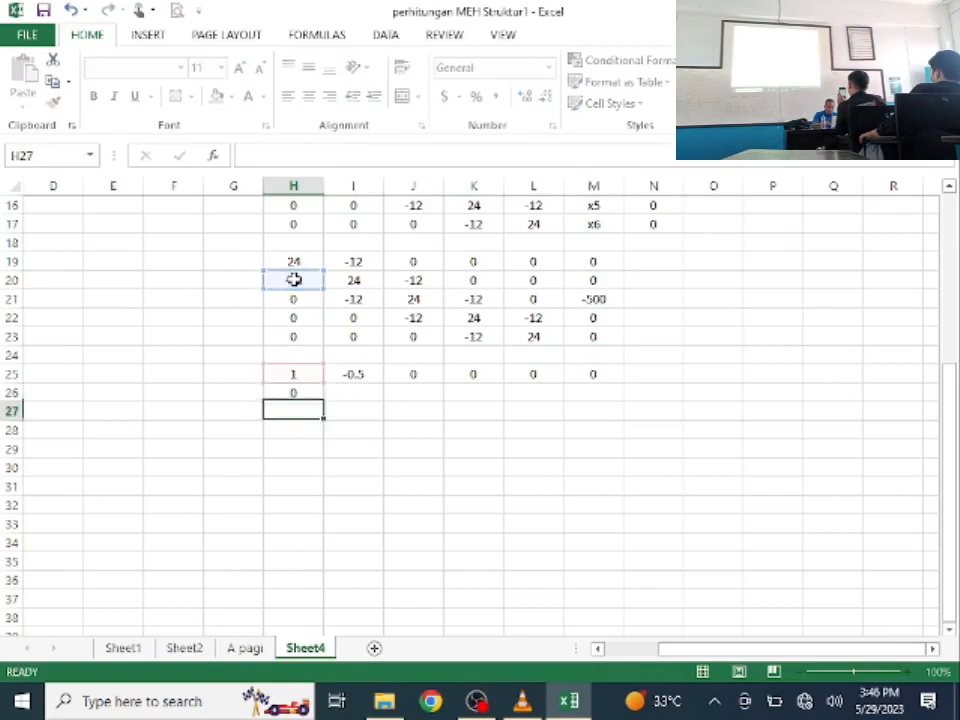 perhitungan MEH Struktur1 - Excel
FILE HOME INSERT PAGE LAYOUT FORMULAS DATA REVIEW VIEW
11 General Conditional Forma
Paste Format as Table
B I U A $ % Cell Styles
Clipboard Font Alignment Number Styles
H27
D E F G H I J K L M N O P Q R
16 0 0 -12 24 -12 x5 0
17 0 0 0 -12 24 x6 0
18
19 24 -12 0 0 0 0
20 24 -12 0 0 0
21 0 -12 24 -12 0 -500
22 0 0 -12 24 -12 0
23 0 0 0 -12 24 0
24
25 1 -0.5 0 0 0 0
26 0
27
28
29
30
31
32
33
34
35
36
37
38
Sheet1 Sheet2 A pagi Sheet4
READY 100%
Type here to search 33°C 3:46 PM
5/29/2023